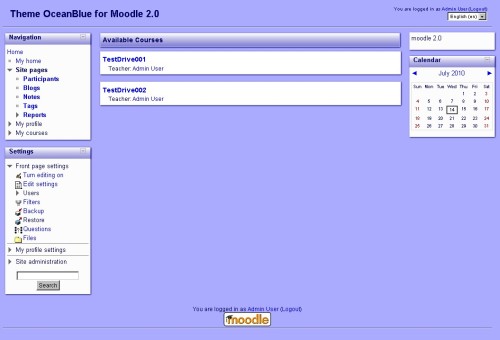 Theme OceanBlue for Moodle 2.0
You are logged in as Admin User (Logout)
English (en)
Navigation
Home
My home
Site pages
Participants
Blogs
Notes
Tags
Reports
My profile
My courses
Settings
Front page settings
Turn editing on
Edit settings
Users
Filters
Backup
Restore
Questions
Files
My profile settings
Site administration
Search
Available Courses
TestDrive001
Teacher: Admin User
TestDrive002
Teacher: Admin User
moodle 2.0
Calendar
July 2010
Sun Mon Tue Wed Thu Fri Sat
1 2 3
4 5 6 7 8 9 10
11 12 13 14 15 16 17
18 19 20 21 22 23 24
25 26 27 28 29 30 31
You are logged in as Admin User (Logout)
moodle